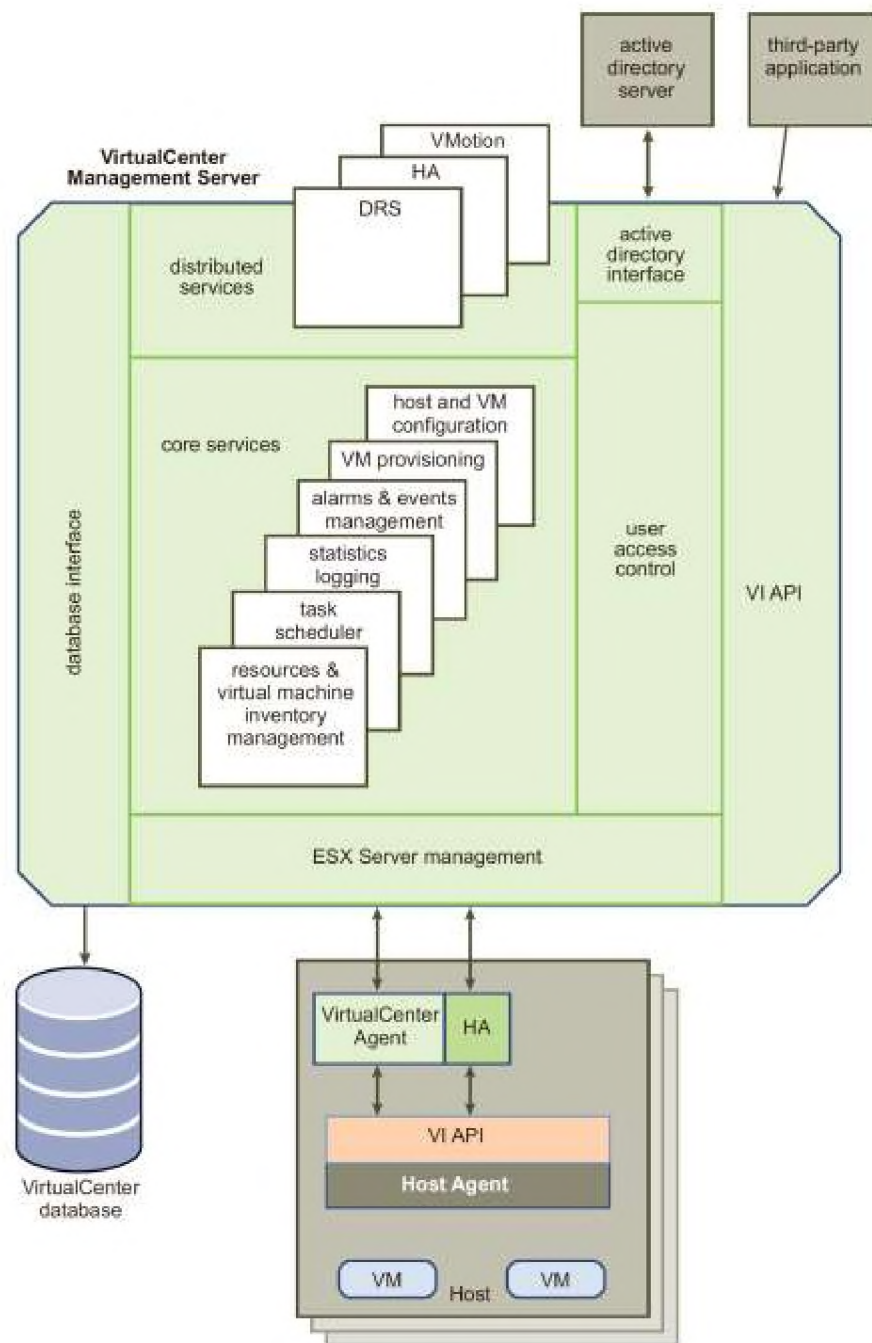 active
directory
server
third-party
application
VirtualCenter
Management Server
VMotion
HA
DRS
distributed
services
active
directory
interface
host and VM
configuration
core services
VM provisioning
alarms & events
management
statistics
logging
task
scheduler
resources &
virtual machine
inventory
management
database interface
user
access
control
VI API
ESX Server management
VirtualCenter
Agent
HA
VI API
Host Agent
VirtualCenter
database
VM
Host
VM